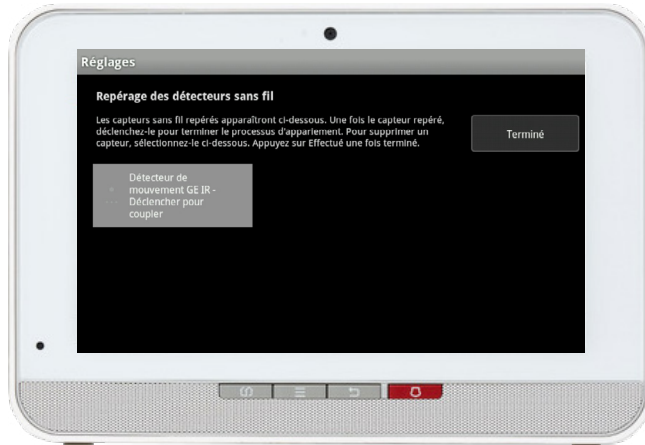 Réglages
Repérage des détecteurs sans fil
Les capteurs sans fil repérés apparaîtront ci-dessous. Une fois le capteur repéré,
déclenchez-le pour terminer le processus d'appariement. Pour supprimer un
capteur, sélectionnez-le ci-dessous. Appuyez sur Effectué une fois terminé.
Terminé
Détecteur de
mouvement GE IR -
Déclencher pour
coupler